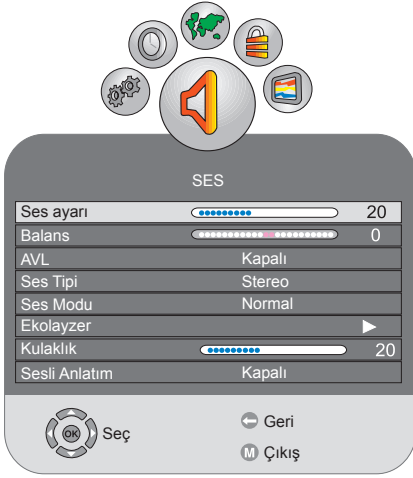 SES
Ses ayarı 20
Balans 0
AVL Kapalı
Ses Tipi Stereo
Ses Modu Normal
Ekolayzer
Kulaklık 20
Sesli Anlatım Kapalı
OK Seç
Geri
M Çıkış